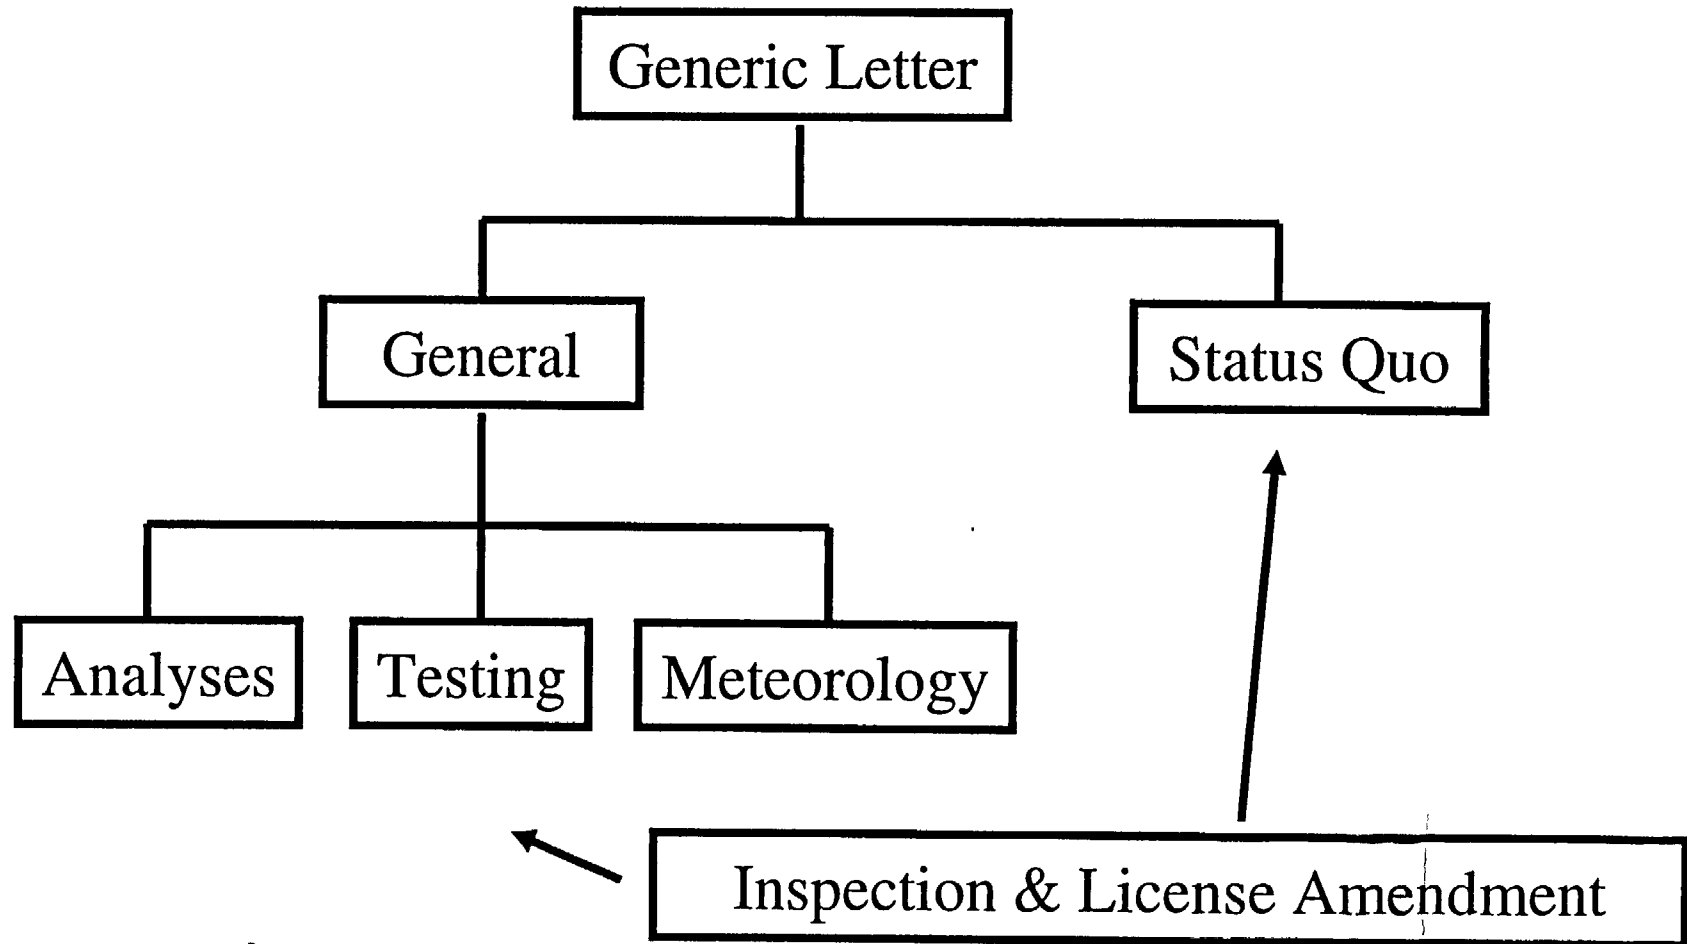 Generic Letter
General
Status Quo
Analyses
Testing
Meteorology
Inspection & License Amendment